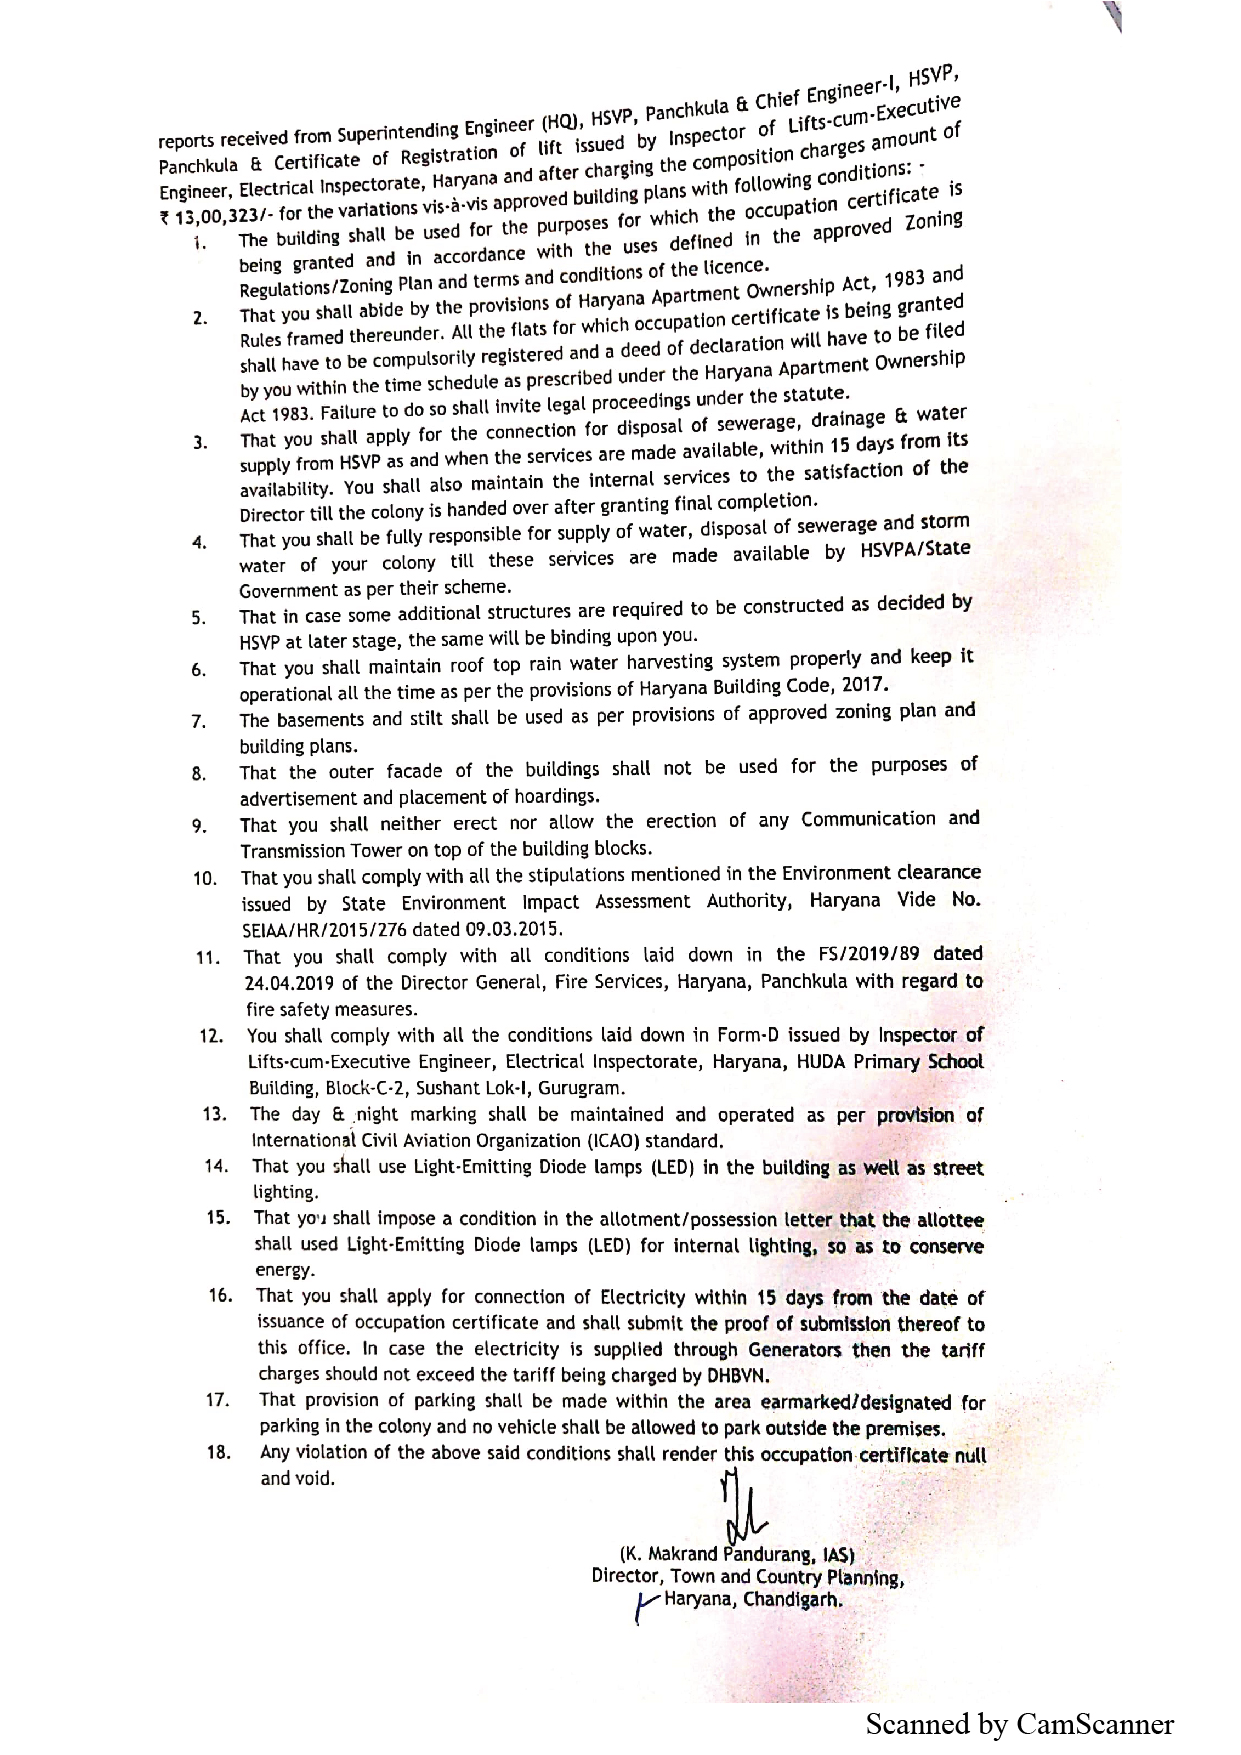 reports received from Superintending Engineer (HQ), HSVP, Panchkula & Chief Engineer-I, HSVP,
Panchkula & Certificate of Registration of lift issued by Inspector of Lifts-cum-Executive
Engineer, Electrical Inspectorate, Haryana and after charging the composition charges amount of
₹ 13,00,323/- for the variations vis-à-vis approved building plans with following conditions: -
1. The building shall be used for the purposes for which the occupation certificate is
being granted and in accordance with the uses defined in the approved Zoning
Regulations/Zoning Plan and terms and conditions of the licence.
2. That you shall abide by the provisions of Haryana Apartment Ownership Act, 1983 and
Rules framed thereunder. All the flats for which occupation certificate is being granted
shall have to be compulsorily registered and a deed of declaration will have to be filed
by you within the time schedule as prescribed under the Haryana Apartment Ownership
Act 1983. Failure to do so shall invite legal proceedings under the statute.
3. That you shall apply for the connection for disposal of sewerage, drainage & water
supply from HSVP as and when the services are made available, within 15 days from its
availability. You shall also maintain the internal services to the satisfaction of the
Director till the colony is handed over after granting final completion.
4. That you shall be fully responsible for supply of water, disposal of sewerage and storm
water of your colony till these services are made available by HSVPA/State
Government as per their scheme.
5. That in case some additional structures are required to be constructed as decided by
HSVP at later stage, the same will be binding upon you.
6. That you shall maintain roof top rain water harvesting system properly and keep it
operational all the time as per the provisions of Haryana Building Code, 2017.
7. The basements and stilt shall be used as per provisions of approved zoning plan and
building plans.
8. That the outer facade of the buildings shall not be used for the purposes of
advertisement and placement of hoardings.
9. That you shall neither erect nor allow the erection of any Communication and
Transmission Tower on top of the building blocks.
10. That you shall comply with all the stipulations mentioned in the Environment clearance
issued by State Environment Impact Assessment Authority, Haryana Vide No.
SEIAA/HR/2015/276 dated 09.03.2015.
11. That you shall comply with all conditions laid down in the FS/2019/89 dated
24.04.2019 of the Director General, Fire Services, Haryana, Panchkula with regard to
fire safety measures.
12. You shall comply with all the conditions laid down in Form-D issued by Inspector of
Lifts-cum-Executive Engineer, Electrical Inspectorate, Haryana, HUDA Primary School
Building, Block-C-2, Sushant Lok-I, Gurugram.
13. The day & night marking shall be maintained and operated as per provision of
International Civil Aviation Organization (ICAO) standard.
14. That you shall use Light-Emitting Diode lamps (LED) in the building as well as street
lighting.
15. That you shall impose a condition in the allotment/possession letter that the allottee
shall used Light-Emitting Diode lamps (LED) for internal lighting, so as to conserve
energy.
16. That you shall apply for connection of Electricity within 15 days from the date of
issuance of occupation certificate and shall submit the proof of submission thereof to
this office. In case the electricity is supplied through Generators then the tariff
charges should not exceed the tariff being charged by DHBVN.
17. That provision of parking shall be made within the area earmarked/designated for
parking in the colony and no vehicle shall be allowed to park outside the premises.
18. Any violation of the above said conditions shall render this occupation certificate null
and void.
(K. Makrand Pandurang, IAS)
Director, Town and Country Planning,
Haryana, Chandigarh.
Scanned by CamScanner